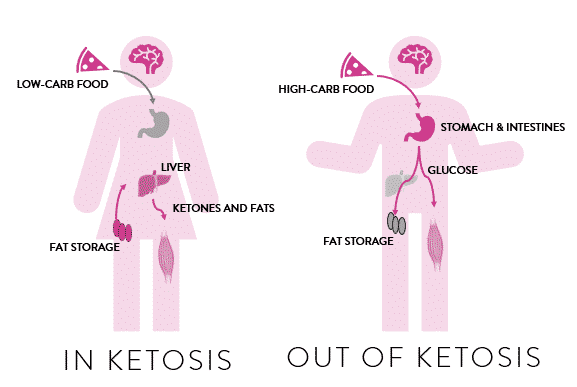 LOW-CARB FOOD
LIVER
KETONES AND FATS
FAT STORAGE
IN KETOSIS
HIGH-CARB FOOD
STOMACH & INTESTINES
GLUCOSE
FAT STORAGE
OUT OF KETOSIS